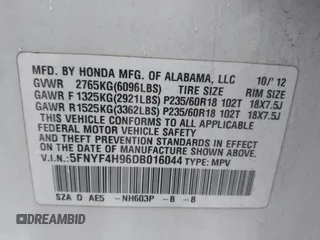 MFD. BY HONDA MFG. OF ALABAMA, LLC 10/'12
GVWR 2765KG(6096LBS) TIRE SIZE RIM SIZE
GAWR F 1325KG(2921LBS) P235/60R18 102T 18X7.5J
GAWR R1525KG(3362LBS) P235/60R18 102T 18X7.5J
THIS VEHICLE CONFORMS TO ALL APPLICABLE
FEDERAL MOTOR VEHICLE SAFETY AND THEFT
PREVENTION STANDARDS IN EFFECT ON THE
DATE OF MANUFACTURE SHOWN ABOVE.
V.I.N.:5FNYF4H96DB016044 TYPE: MPV
SZA D AE5 -NH603P -B -B
DREAMBID